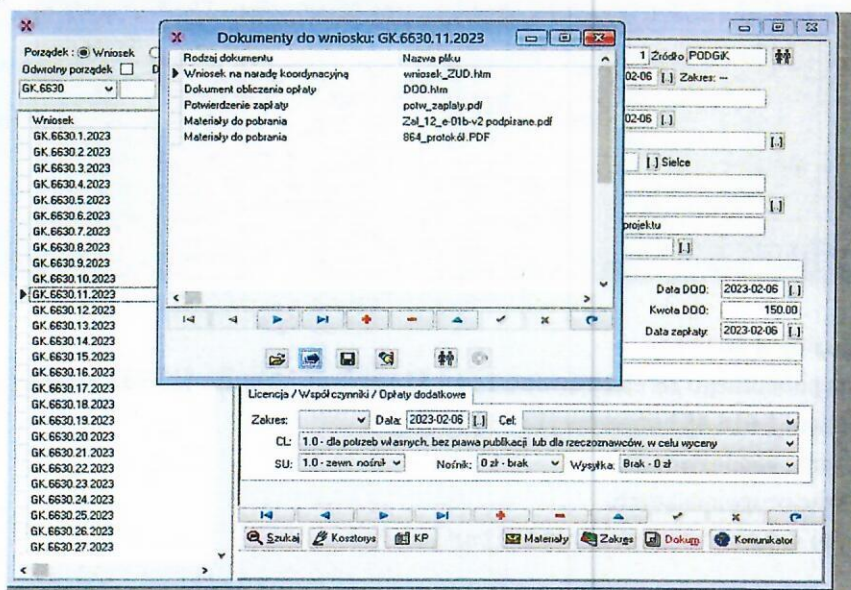 Porządek : Wniosek
Odwrotny porządek D
GK.6630
Wniosek
GK.6630.1.2023
GK.6630.2.2023
GK.6630.3.2023
GK.6630.4.2023
GK.6630.5.2023
GK.6630.6.2023
GK.6630.7.2023
GK.6630.8.2023
GK.6630.9.2023
GK.6630.10.2023
GK.6630.11.2023
GK.6630.12.2023
GK.6630.13.2023
GK.6630.14.2023
GK.6630.15.2023
GK.6630.16.2023
GK.6630.17.2023
GK.6630.18.2023
GK.6630.19.2023
GK.6630.20.2023
GK.6630.21.2023
GK.6630.22.2023
GK.6630.23.2023
GK.6630.24.2023
GK.6630.25.2023
GK.6630.26.2023
GK.6630.27.2023
Dokumenty do wniosku: GK.6630.11.2023
Rodzaj dokumentu Nazwa pliku
Wniosek na naradę koordynacyjną wniosek_ZUD.htm
Dokument obliczenia opłaty DOO.htm
Potwierdzenie zapłaty potw_zaplaty.pdf
Materiały do pobrania Zal_12_e-01b-v2 podpisane.pdf
Materiały do pobrania 864_protokół.PDF
1 Źródło PODGiK
02-06 [..] Zakres: --
02-06 [..]
[..]
[..] Sielce
[..]
projektu
[..]
Data DOO: 2023-02-06 [..]
Kwota DOO: 150.00
Data zapłaty: 2023-02-06 [..]
Licencja / Współczynniki / Opłaty dodatkowe
Zakres: Data: 2023-02-06 [..] Cel:
CL: 1.0 - dla potrzeb własnych, bez prawa publikacji lub dla rzeczoznawców, w celu wyceny
SU: 1.0 - zewn. nośnik Nośnik: 0 zł - brak Wysyłka: Brak - 0 zł
Szukaj Kosztorys KP Materiały Zakres Dokum Komunikator